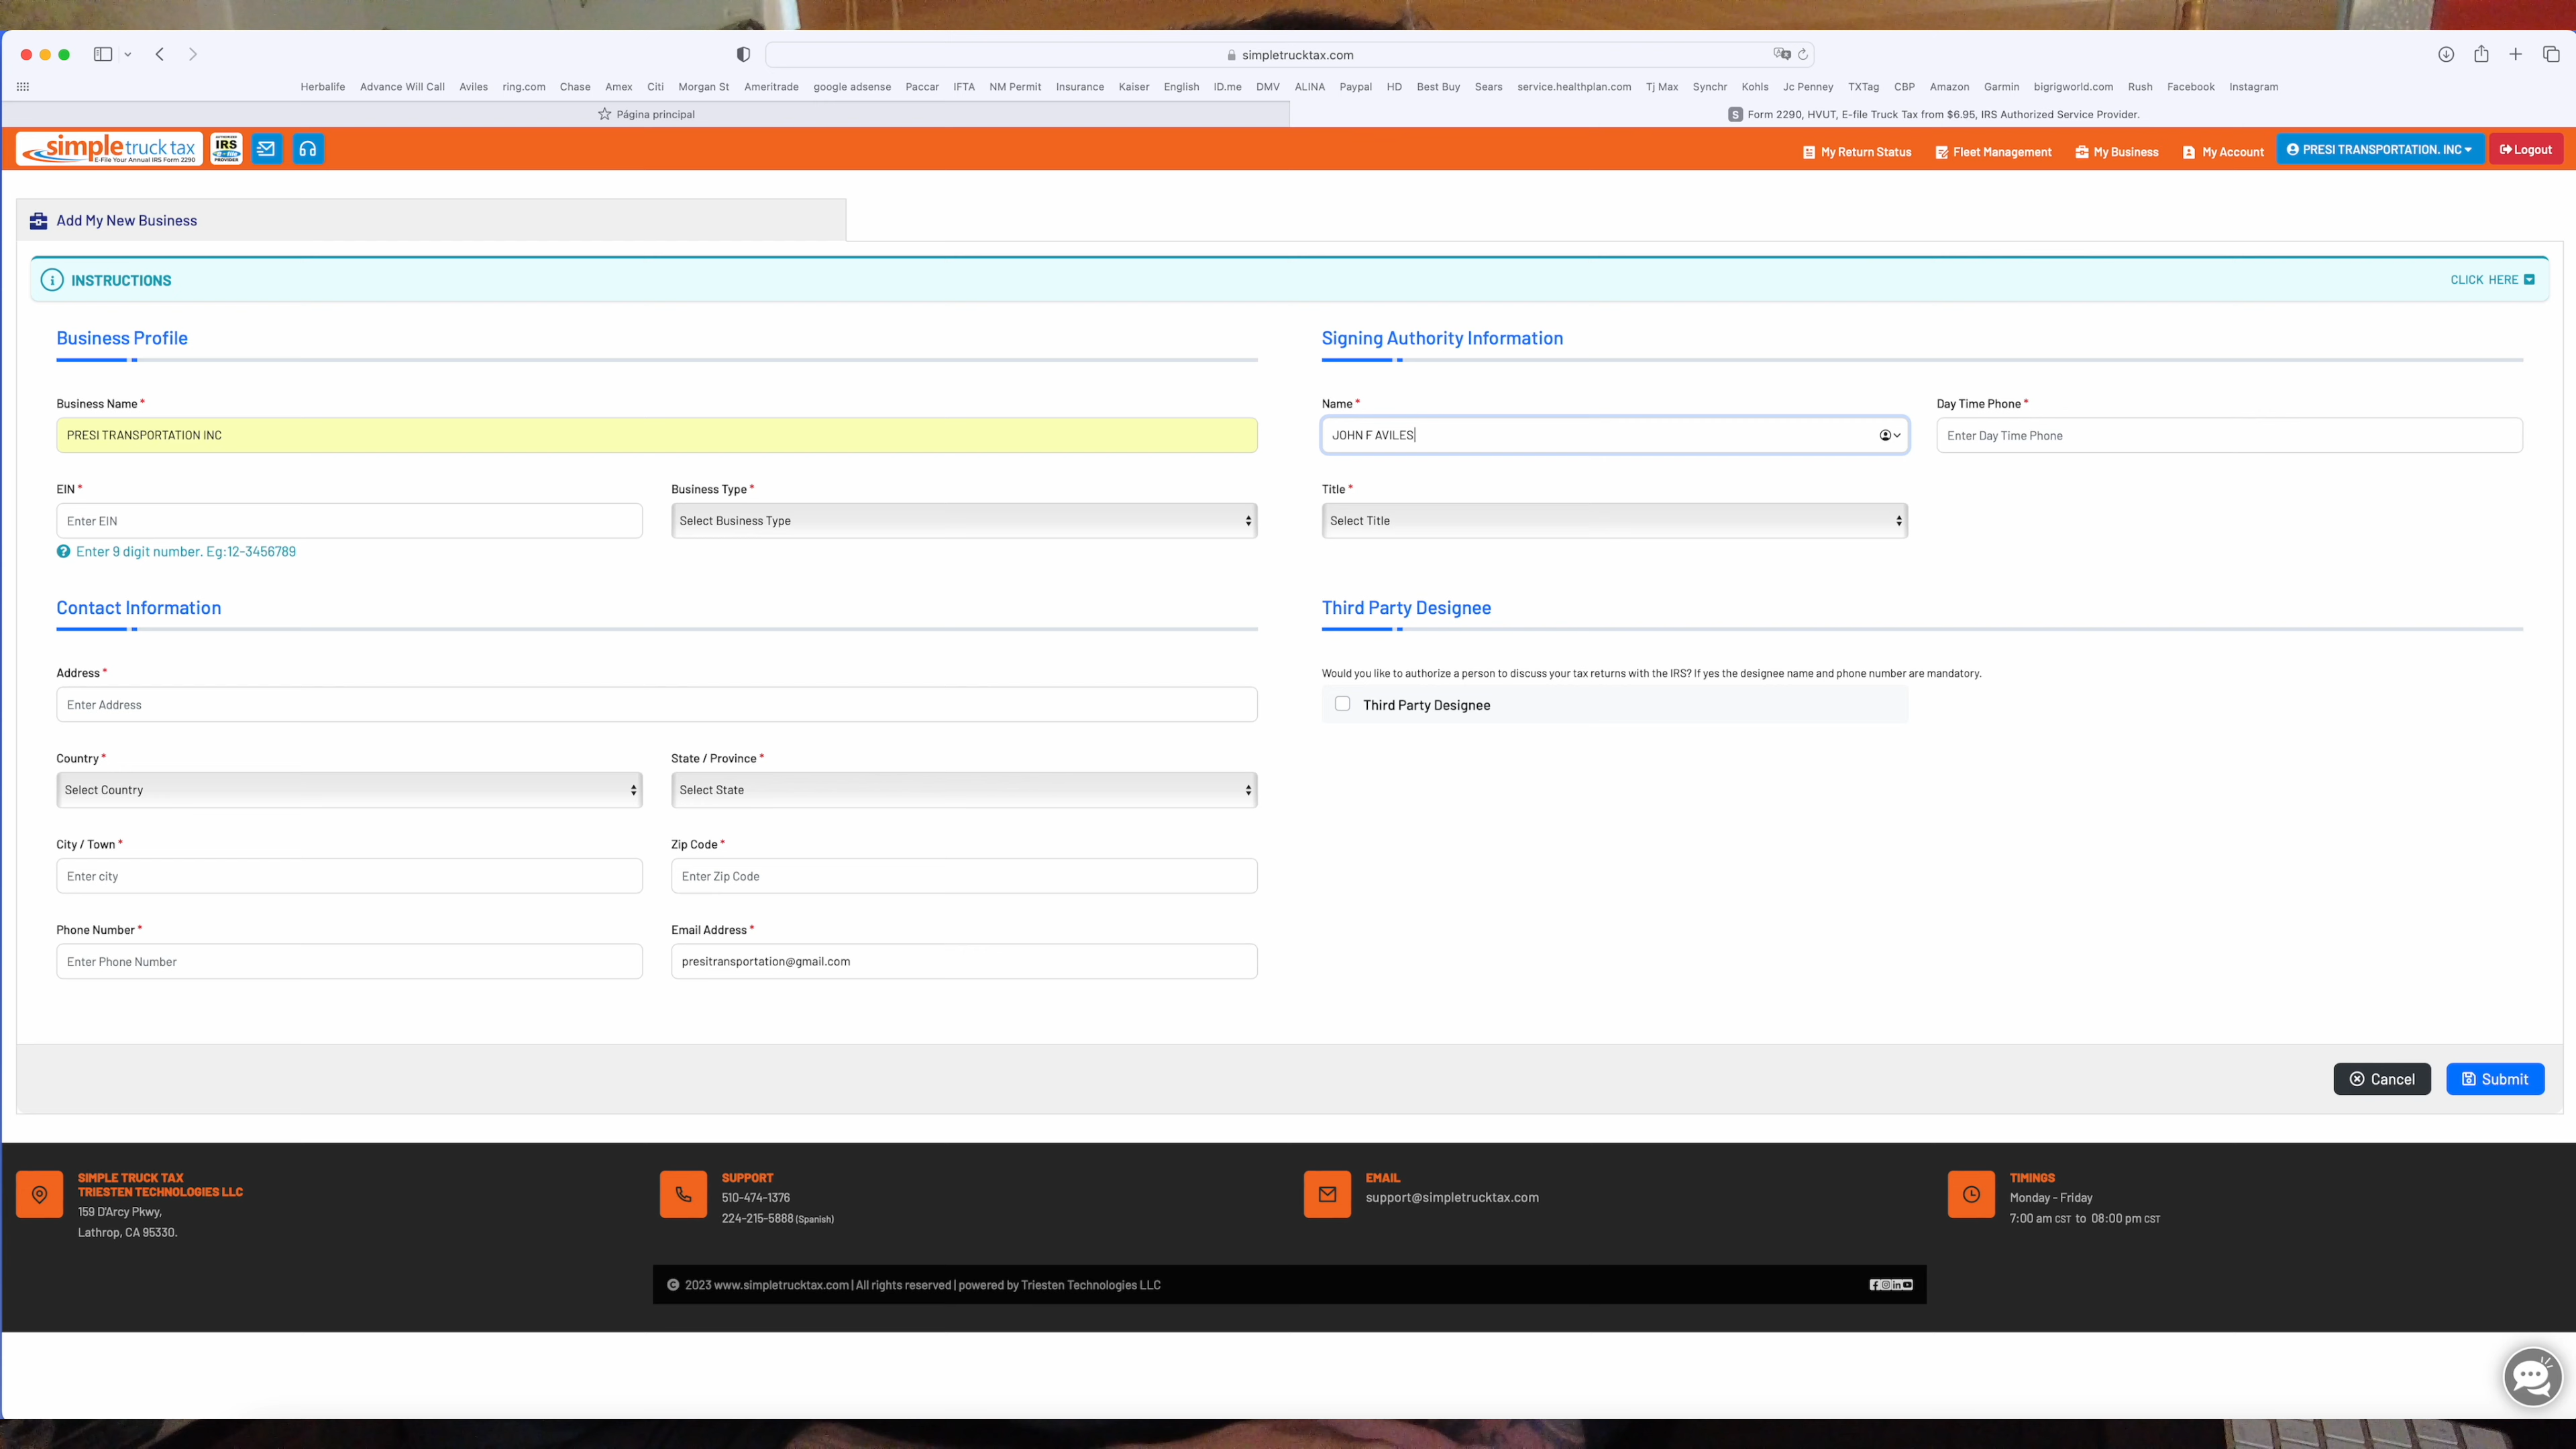 simpletrucktax.com
Herbalife Advance Will Call Aviles ring.com Chase Amex Citi Morgan St Ameritrade google adsense Paccar IFTA NM Permit Insurance Kaiser English ID.me DMV ALINA Paypal HD Best Buy Sears service.healthplan.com Tj Max Synchr Kohls Jc Penney TXTag CBP Amazon Garmin bigrigworld.com Rush Facebook Instagram
Página principal
S Form 2290, HVUT, E-file Truck Tax from $6.95, IRS Authorized Service Provider.
simple truck tax
E-File Your Annual IRS Form 2290
AUTHORIZED
IRS
e-file
PROVIDER
My Return Status Fleet Management My Business My Account PRESI TRANSPORTATION. INC Logout
Add My New Business
INSTRUCTIONS
CLICK HERE
Business Profile
Business Name *
PRESI TRANSPORTATION INC
EIN * Business Type *
Enter EIN Select Business Type
Enter 9 digit number. Eg:12-3456789
Contact Information
Address *
Enter Address
Country * State / Province *
Select Country Select State
City / Town * Zip Code *
Enter city Enter Zip Code
Phone Number * Email Address *
Enter Phone Number presitransportation@gmail.com
Signing Authority Information
Name * Day Time Phone *
JOHN F AVILES Enter Day Time Phone
Title *
Select Title
Third Party Designee
Would you like to authorize a person to discuss your tax returns with the IRS? If yes the designee name and phone number are mandatory.
Third Party Designee
Cancel Submit
SIMPLE TRUCK TAX
TRIESTEN TECHNOLOGIES LLC
159 D'Arcy Pkwy,
Lathrop, CA 95330.
SUPPORT
510-474-1376
224-215-5888 (Spanish)
EMAIL
support@simpletrucktax.com
TIMINGS
Monday - Friday
7:00 am CST to 08:00 pm CST
© 2023 www.simpletrucktax.com | All rights reserved | powered by Triesten Technologies LLC